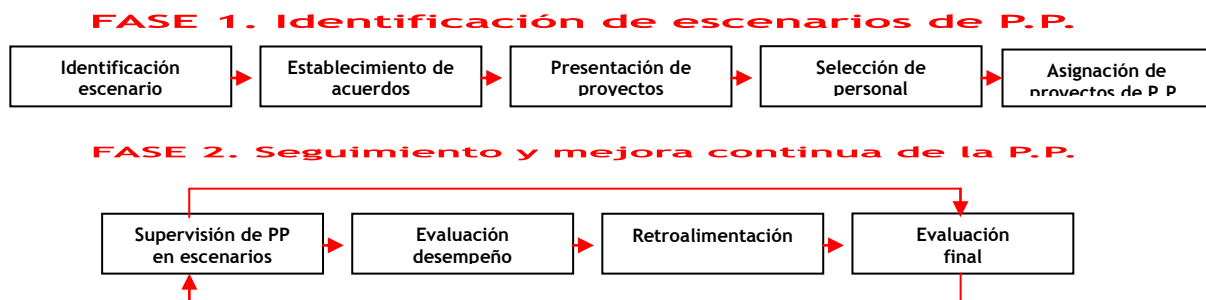 FASE 1. Identificación de escenarios de P.P.
Identificación
escenario
Establecimiento de
acuerdos
Presentación de
proyectos
Selección de
personal
Asignación de
proyectos de P.P.
FASE 2. Seguimiento y mejora continua de la P.P.
Supervisión de PP
en escenarios
Evaluación
desempeño
Retroalimentación
Evaluación
final